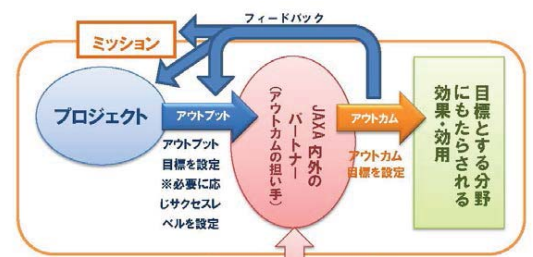 フィードバック
ミッション
プロジェクト
アウトプット
アウトプット
目標を設定
※必要に応
じサクセスレ
ベルを設定
JAXA 内外の
パートナー
(アウトカムの担い手)
アウトカム
アウトカム
目標を設定
目標とする分野
にもたらされる
効果・効用